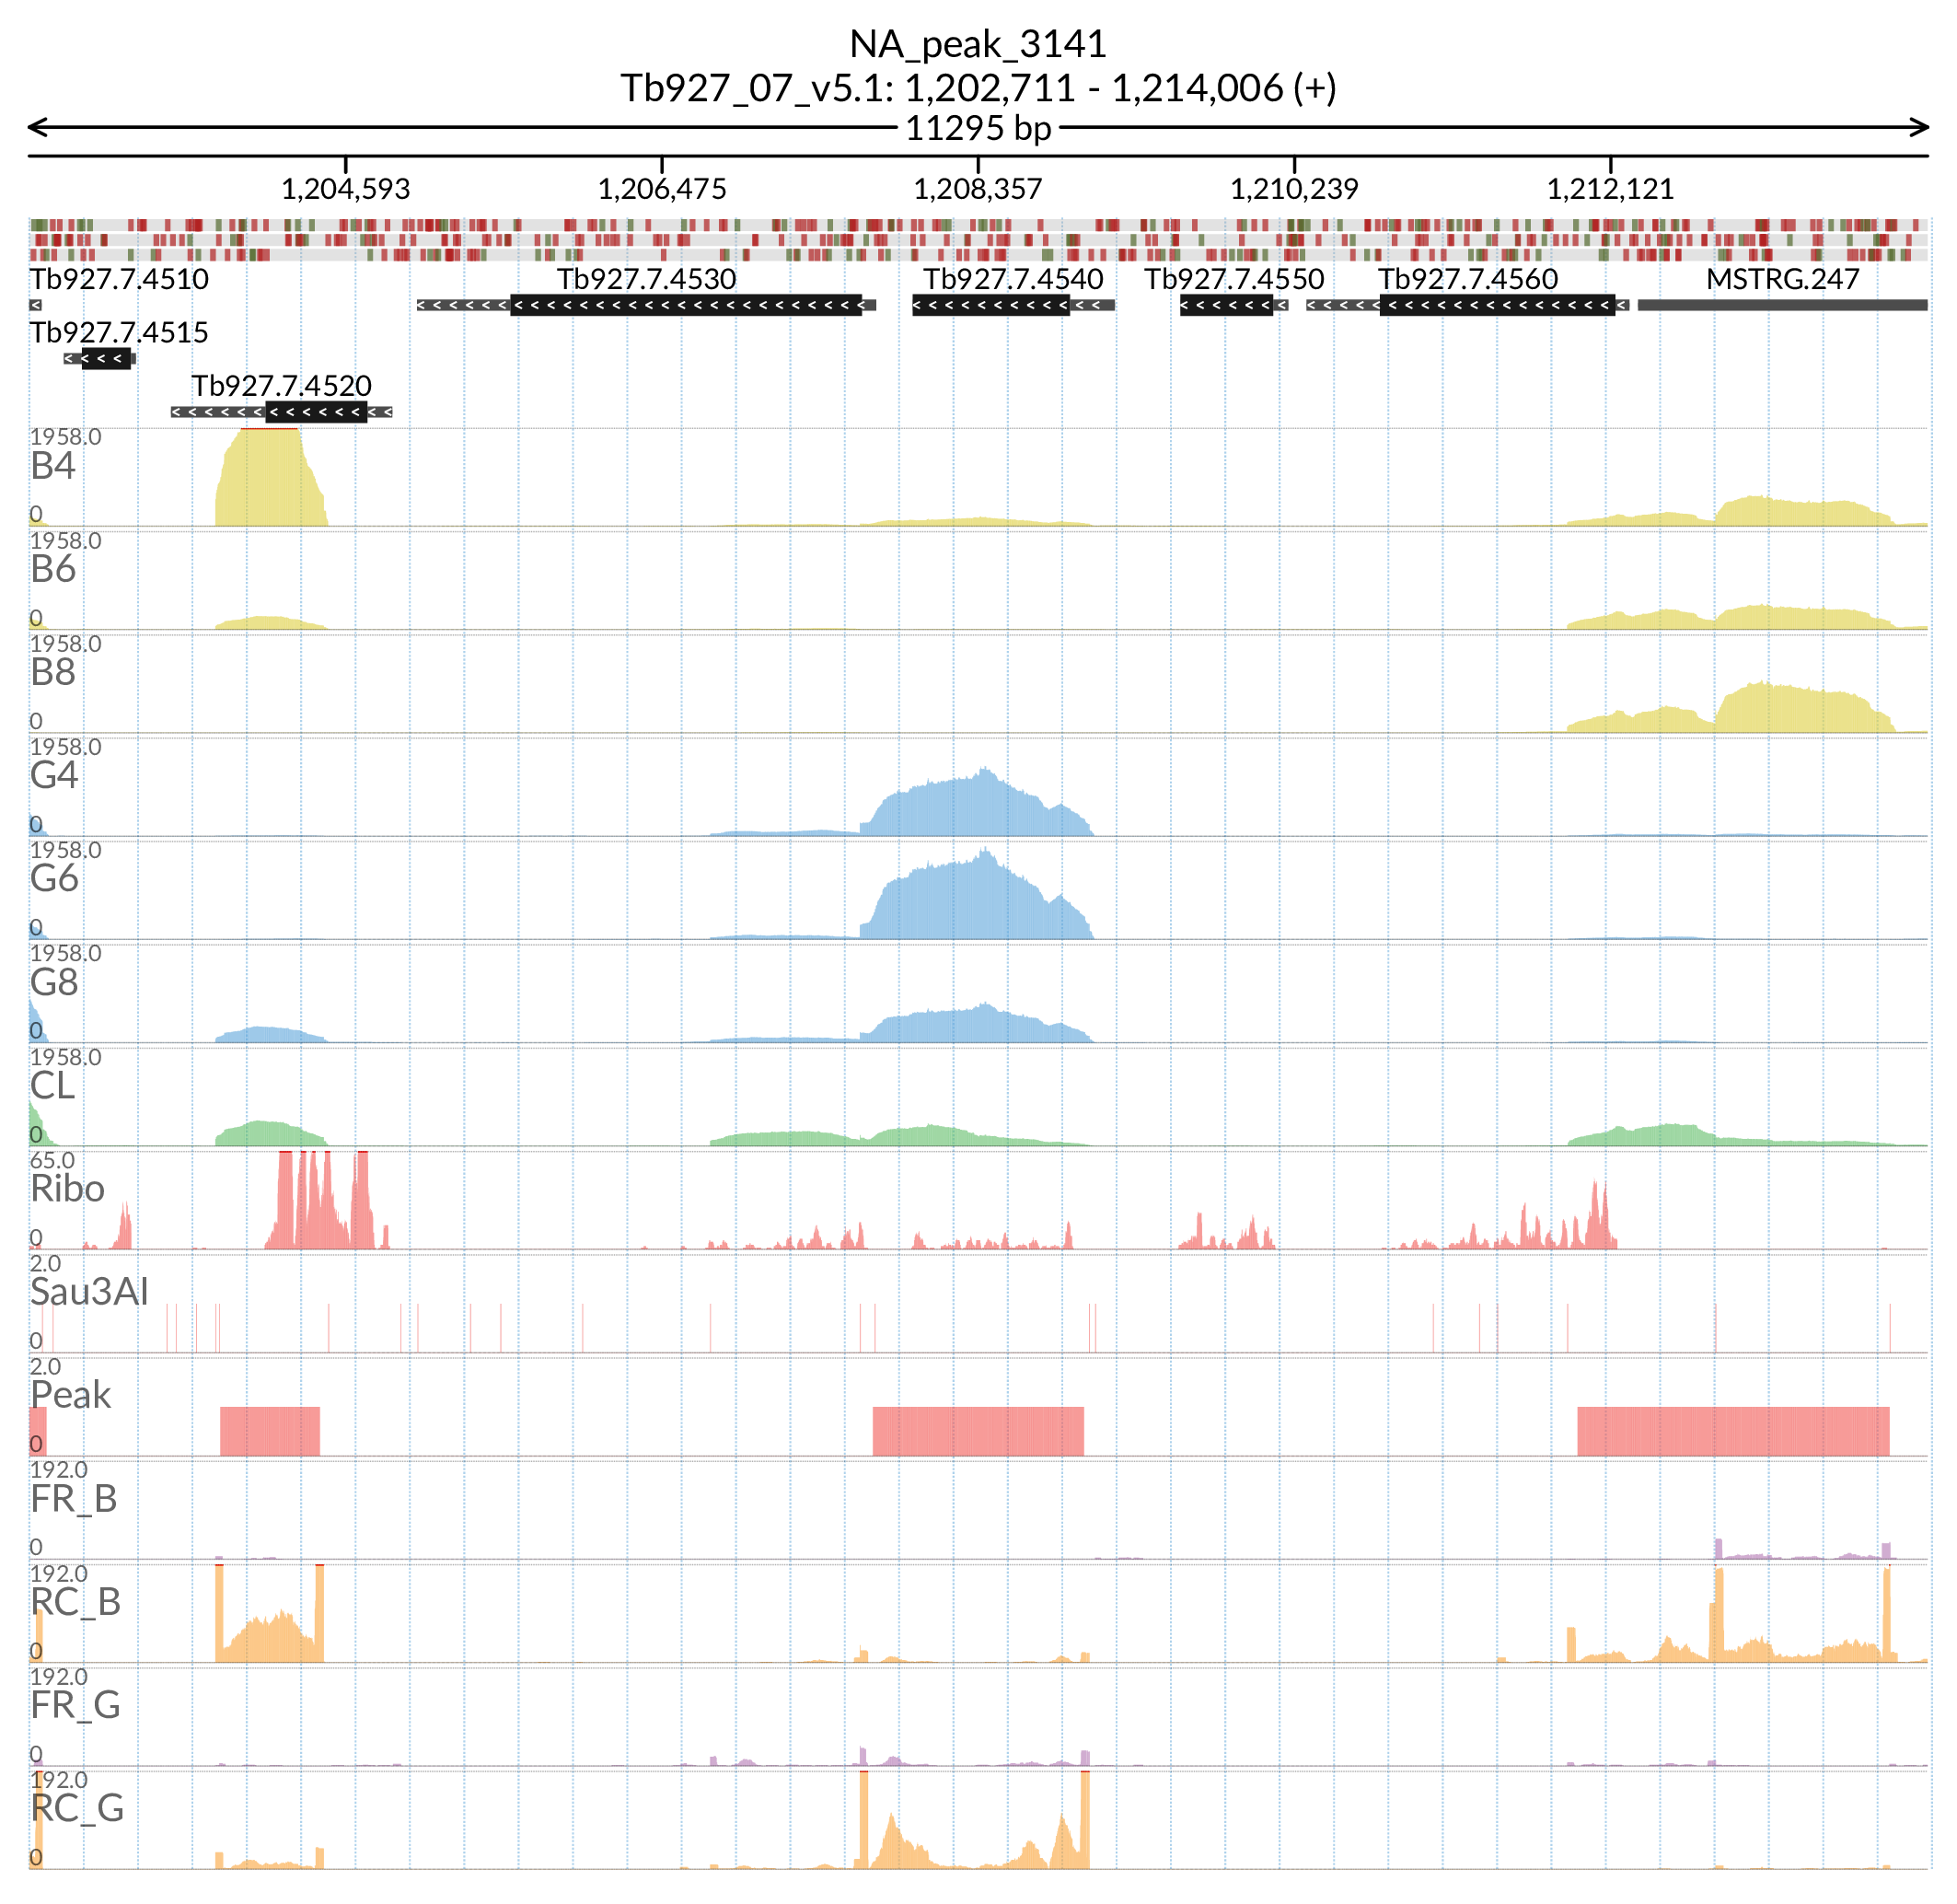 NA_peak_3141
Tb927_07_v5.1: 1,202,711 - 1,214,006 (+)
11295 bp
1,204,593 1,206,475 1,208,357 1,210,239 1,212,121
Tb927.7.4510 Tb927.7.4530 Tb927.7.4540 Tb927.7.4550 Tb927.7.4560 MSTRG.247
Tb927.7.4515
Tb927.7.4520
1958.0
B4
0
1958.0
B6
0
1958.0
B8
0
1958.0
G4
0
1958.0
G6
0
1958.0
G8
0
1958.0
CL
0
65.0
Ribo
0
2.0
Sau3AI
0
2.0
Peak
0
192.0
FR_B
0
192.0
RC_B
0
192.0
FR_G
0
192.0
RC_G
0